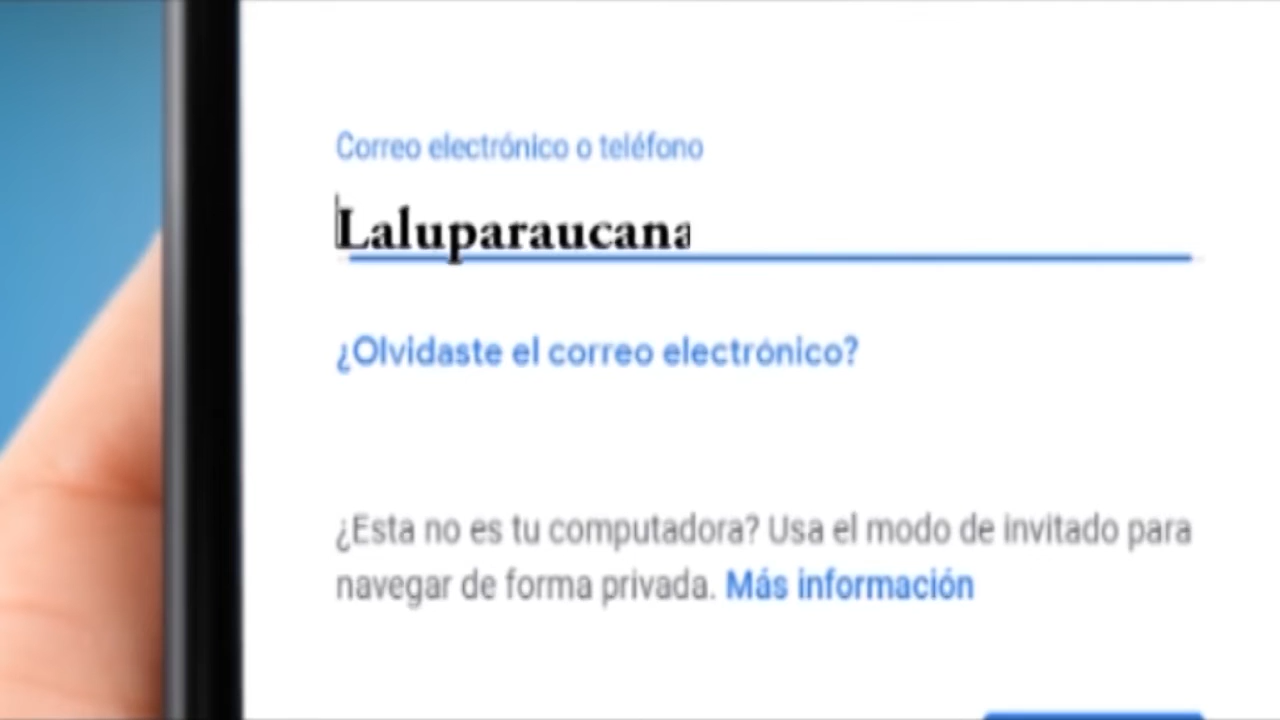 Correo electrónico o teléfono
Laluparaucana
¿Olvidaste el correo electrónico?
¿Esta no es tu computadora? Usa el modo de invitado para
navegar de forma privada. Más información